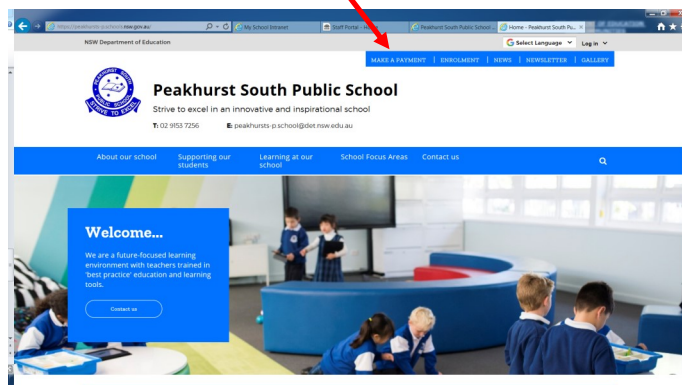 My School Intranet
Staff Portal -
Peakhurst South Public School...
Home - Peakhurst South Pu...
NSW Department of Education
Select Language
Log in
MAKE A PAYMENT | ENROLMENT | NEWS | NEWSLETTER | GALLERY
PEAKHURST SOUTH
PUBLIC SCHOOL
STRIVE TO EXCEL
Peakhurst South Public School
Strive to excel in an innovative and inspirational school
T: 02 9153 7256 E: peakhursts-p.school@det.nsw.edu.au
About our school
Supporting our
students
Learning at our
school
School Focus Areas
Contact us
Welcome...
We are a future-focused learning
environment with teachers trained in
'best practice' education and learning
tools.
Contact us